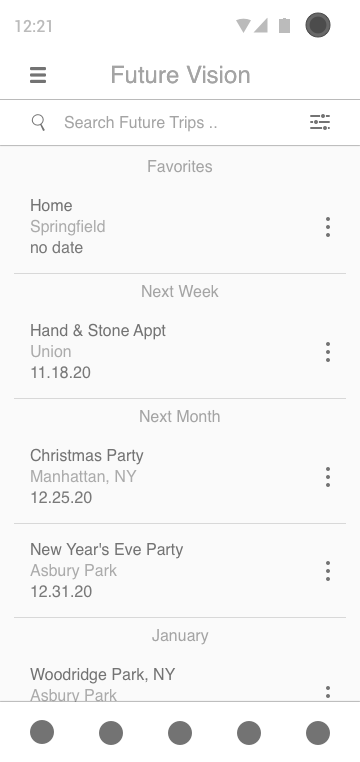 12:21
Future Vision
Search Future Trips ..
Favorites
Home
Springfield
no date
Next Week
Hand & Stone Appt
Union
11.18.20
Next Month
Christmas Party
Manhattan, NY
12.25.20
New Year's Eve Party
Asbury Park
12.31.20
January
Woodridge Park, NY
Asbury Park